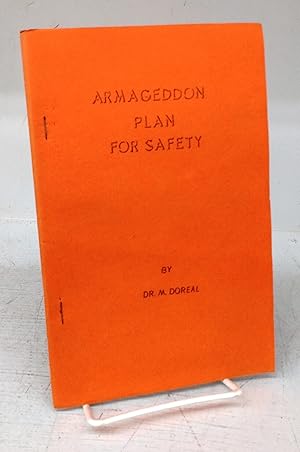 ARMAGEDDON
PLAN
FOR SAFETY
BY
DR. M. DOREAL